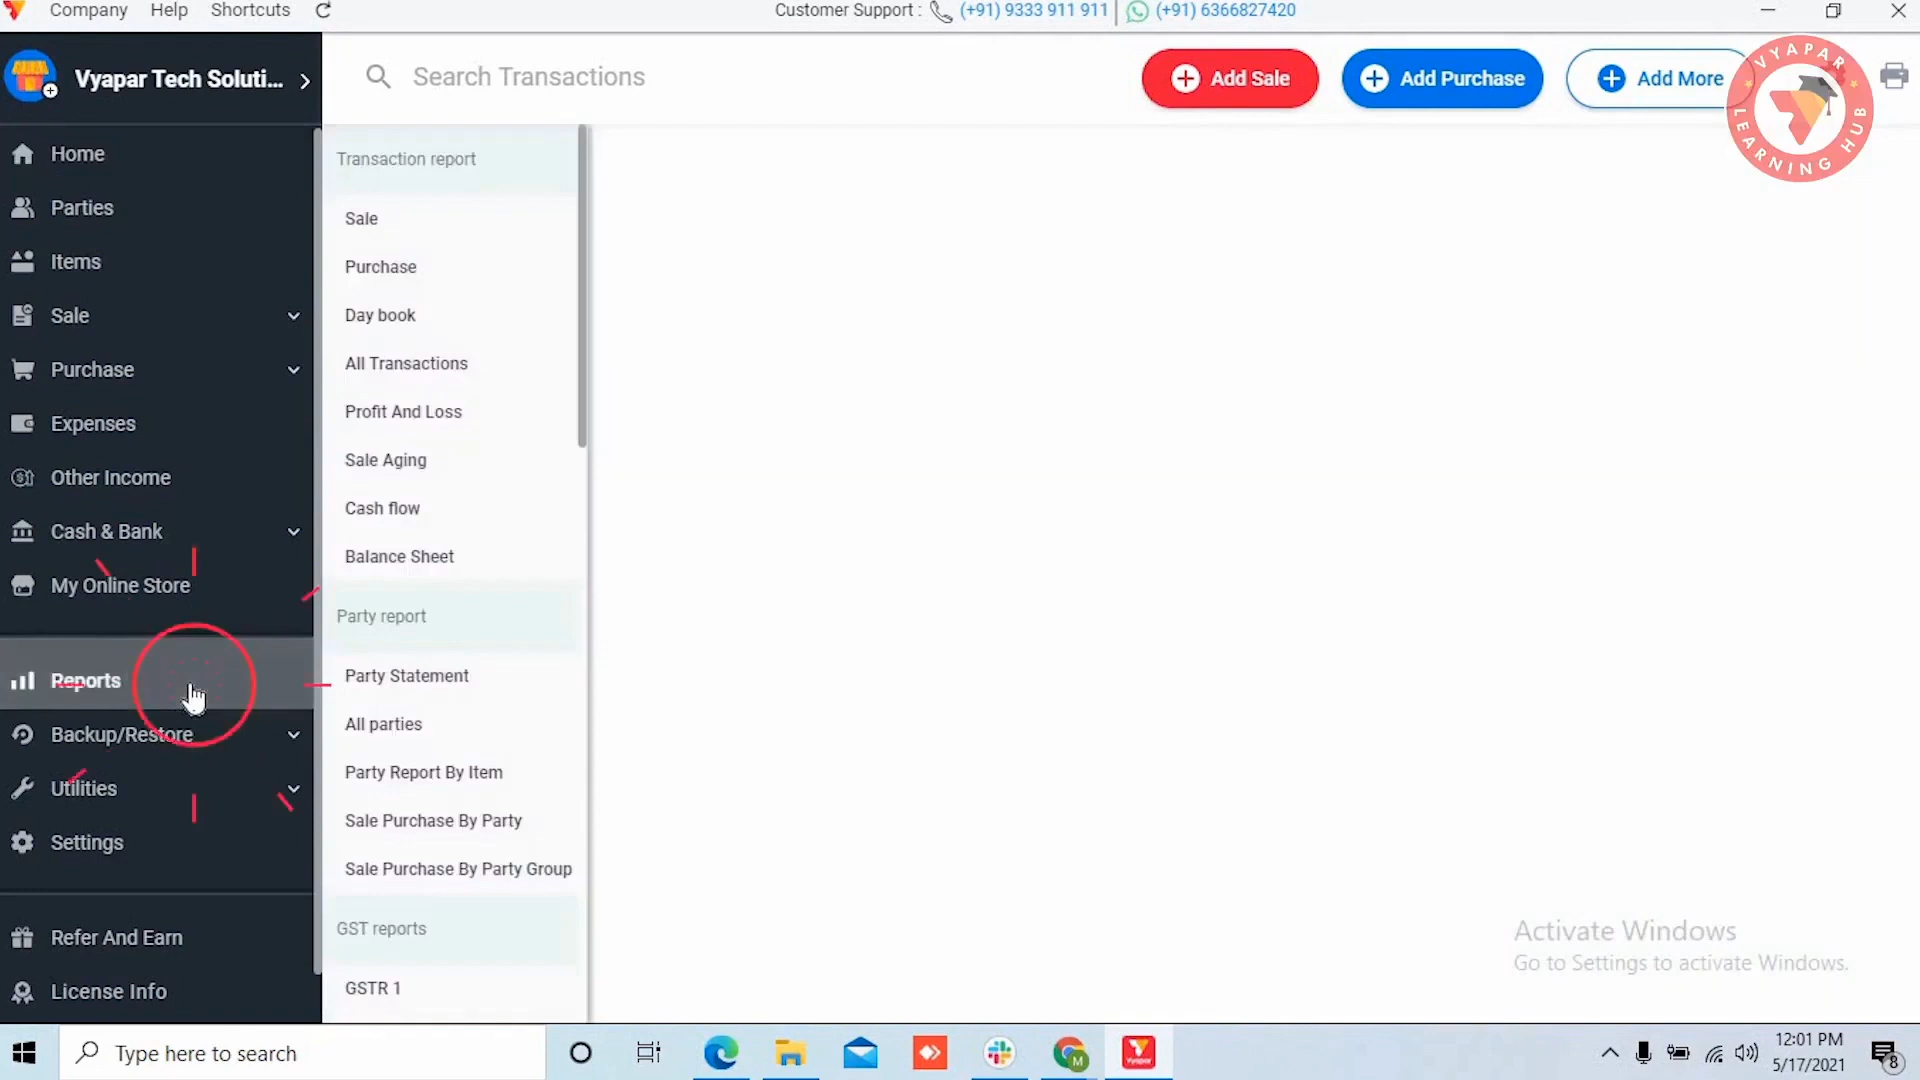 Company Help Shortcuts
Customer Support : (+91) 9333 911 911 | (+91) 6366827420
Vyapar Tech Soluti...
Search Transactions
Add Sale
Add Purchase
Add More
VYAPAR
LEARNING HUB
Home
Parties
Items
Sale
Purchase
Expenses
Other Income
Cash & Bank
My Online Store
Reports
Backup/Restore
Utilities
Settings
Refer And Earn
License Info
Transaction report
Sale
Purchase
Day book
All Transactions
Profit And Loss
Sale Aging
Cash flow
Balance Sheet
Party report
Party Statement
All parties
Party Report By Item
Sale Purchase By Party
Sale Purchase By Party Group
GST reports
GSTR 1
Activate Windows
Go to Settings to activate Windows.
Type here to search
M
Vyapar
12:01 PM
5/17/2021
8